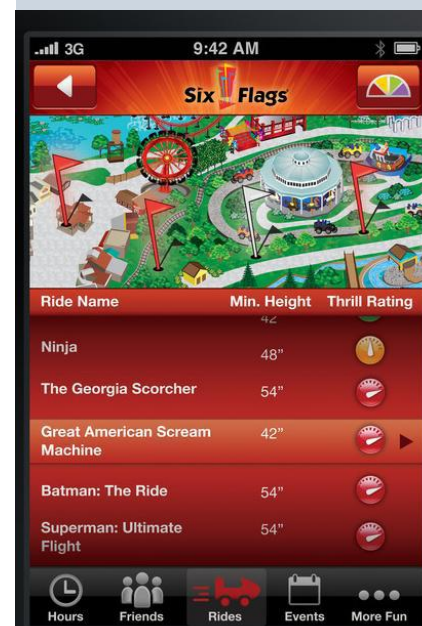 3G 9:42 AM
Six Flags
Ride Name Min. Height Thrill Rating
42"
Ninja 48"
The Georgia Scorcher 54"
Great American Scream
Machine 42"
Batman: The Ride 54"
Superman: Ultimate
Flight 54"
Hours Friends Rides Events More Fun